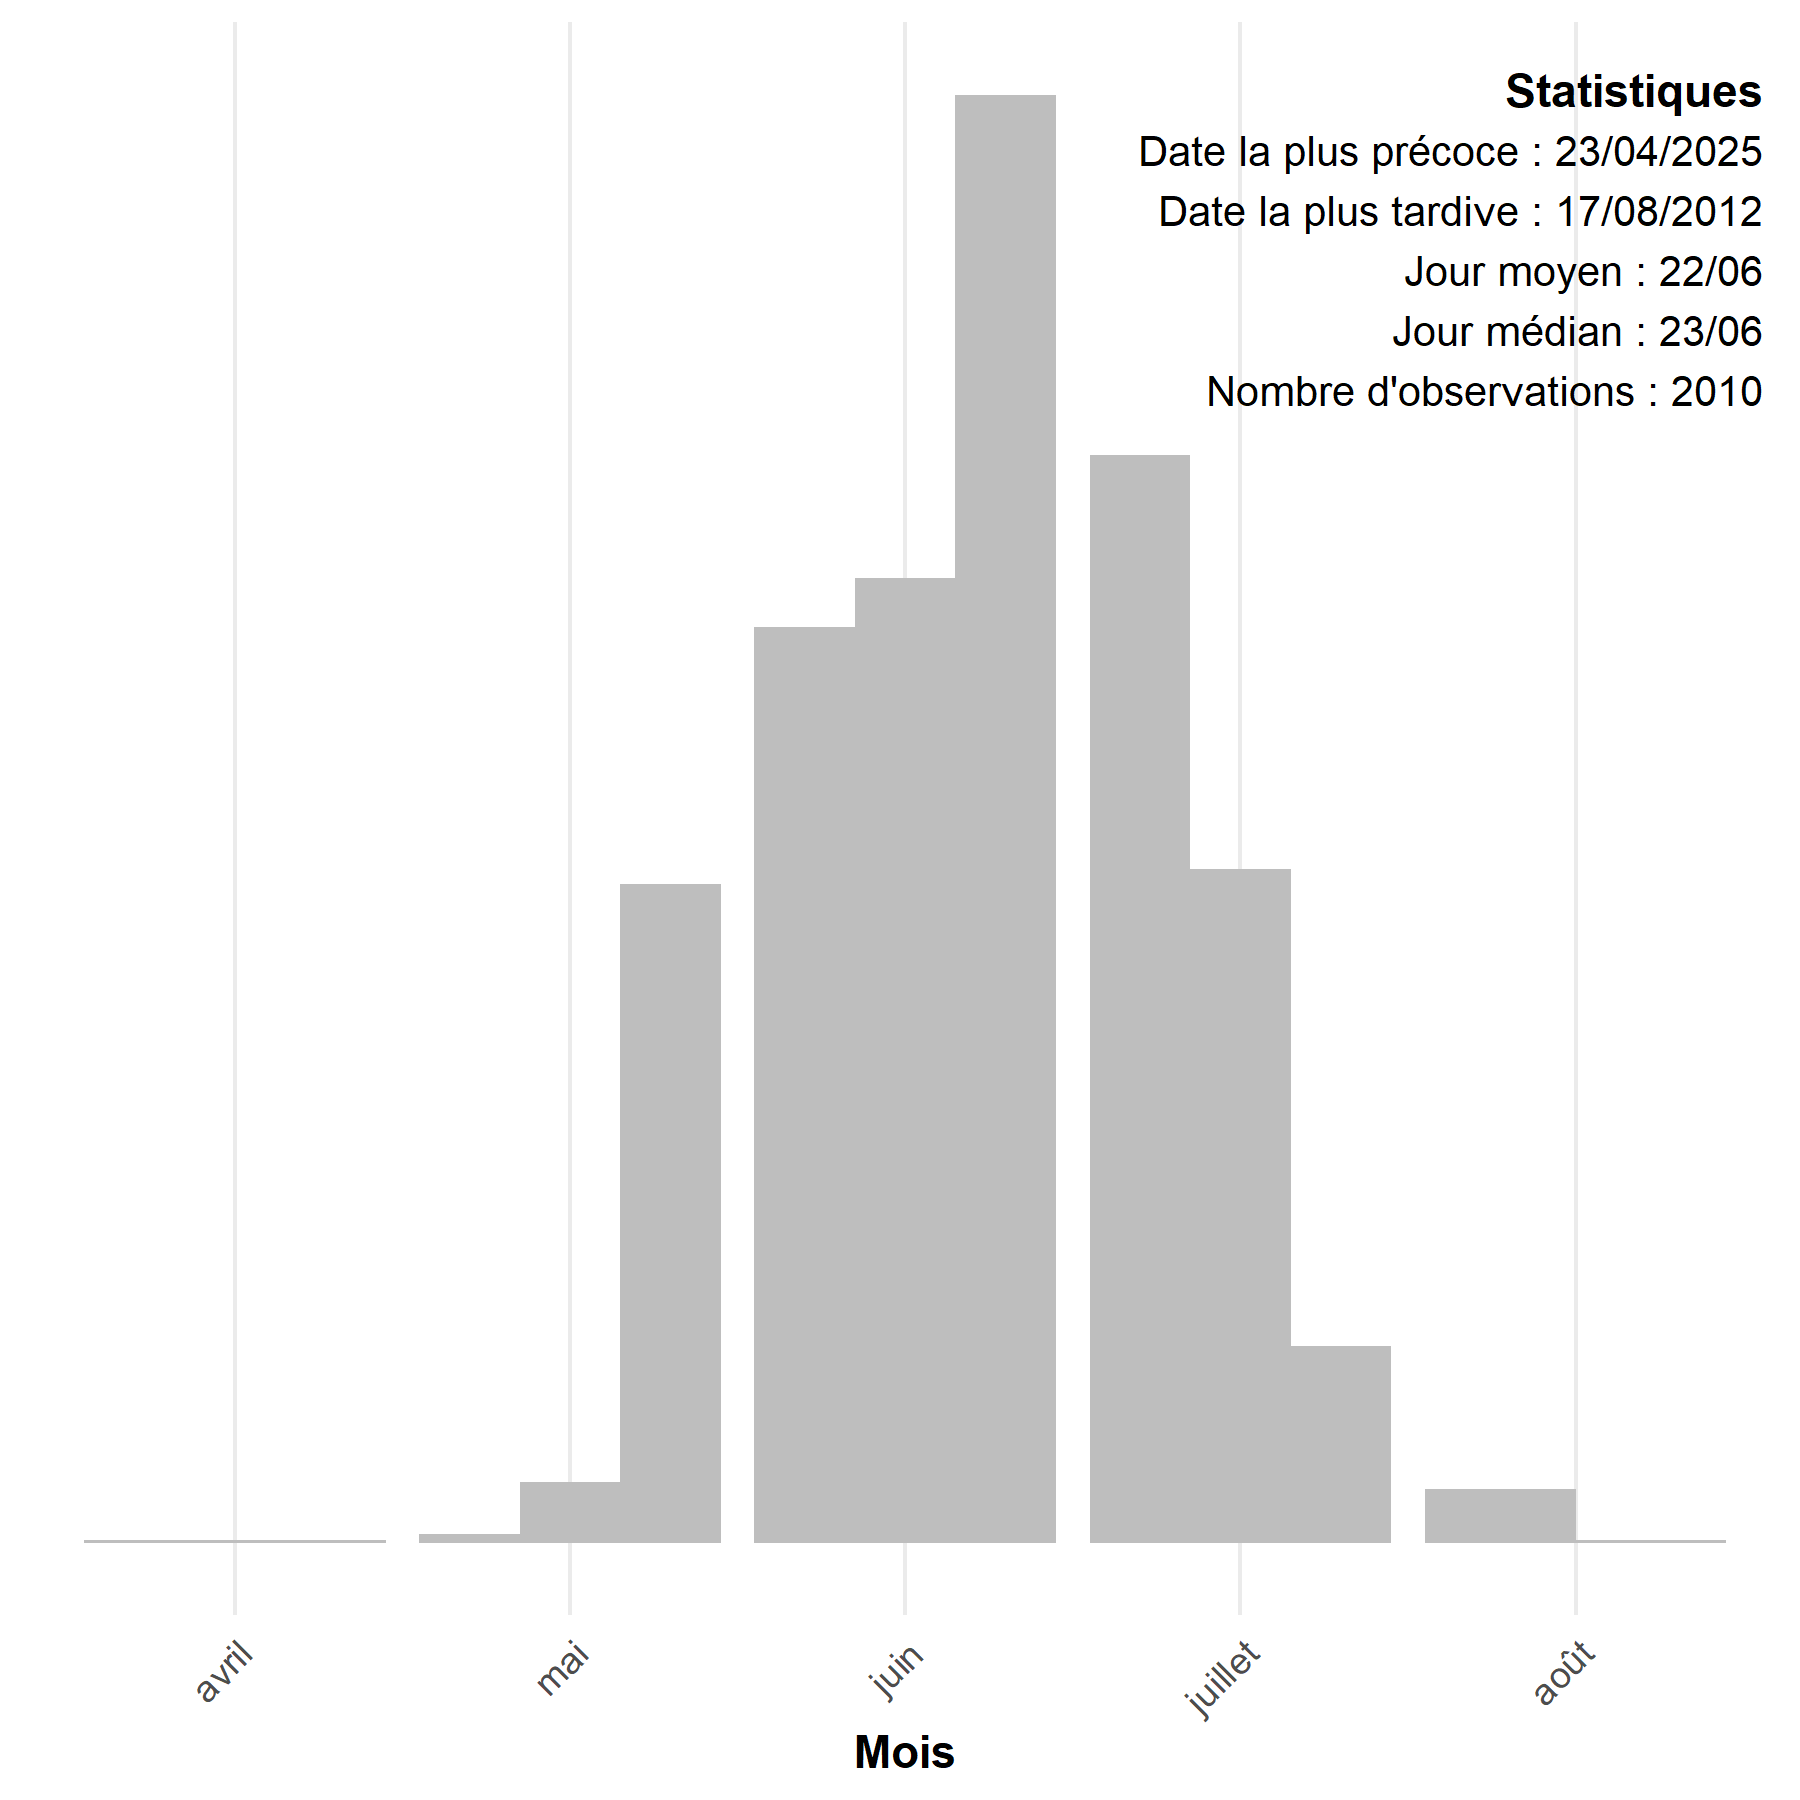 Statistiques
Date la plus précoce : 23/04/2025
Date la plus tardive : 17/08/2012
Jour moyen : 22/06
Jour médian : 23/06
Nombre d'observations : 2010
avril
mai
juin
juillet
août
Mois